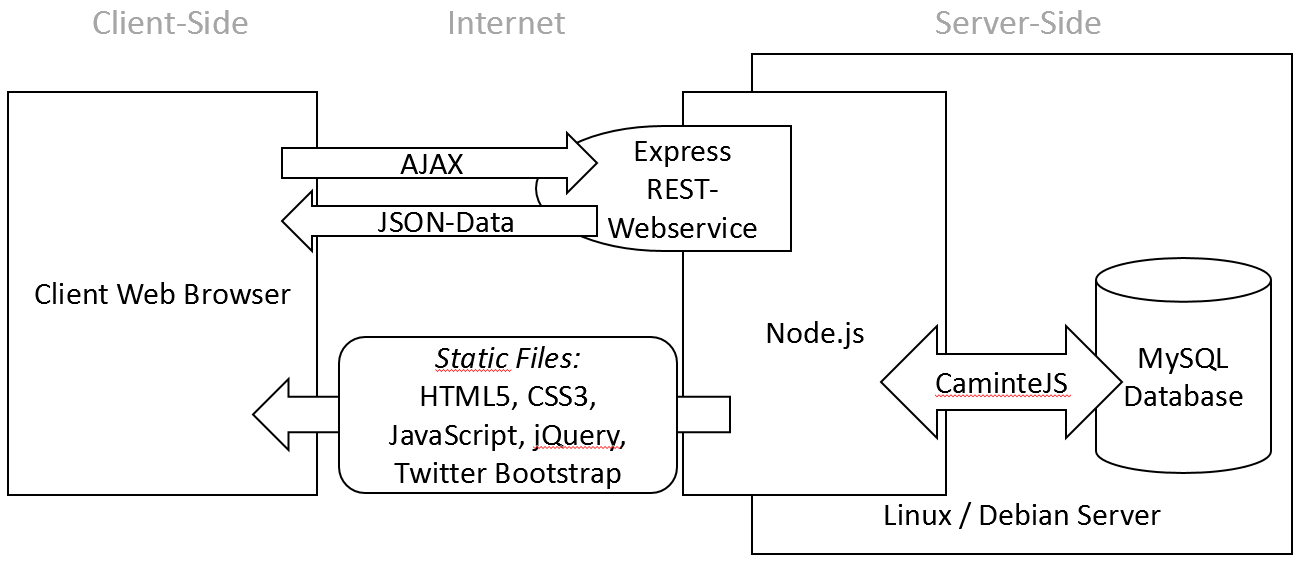 Client-Side
Internet
Server-Side
AJAX
JSON-Data
Express
REST-
Webservice
Client Web Browser
Static Files:
HTML5, CSS3,
JavaScript, jQuery,
Twitter Bootstrap
Node.js
CaminteJS
MySQL
Database
Linux / Debian Server